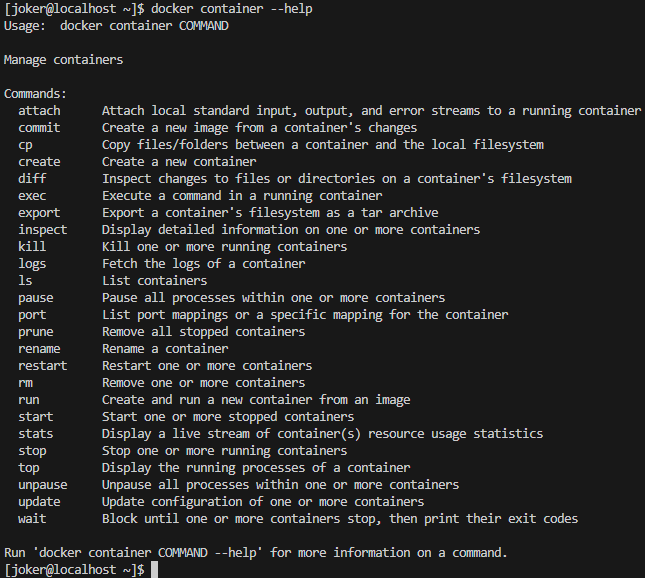 [joker@localhost ~]$ docker container --help
Usage:  docker container COMMAND

Manage containers

Commands:
  attach      Attach local standard input, output, and error streams to a running container
  commit      Create a new image from a container's changes
  cp          Copy files/folders between a container and the local filesystem
  create      Create a new container
  diff        Inspect changes to files or directories on a container's filesystem
  exec        Execute a command in a running container
  export      Export a container's filesystem as a tar archive
  inspect     Display detailed information on one or more containers
  kill        Kill one or more running containers
  logs        Fetch the logs of a container
  ls          List containers
  pause       Pause all processes within one or more containers
  port        List port mappings or a specific mapping for the container
  prune       Remove all stopped containers
  rename      Rename a container
  restart     Restart one or more containers
  rm          Remove one or more containers
  run         Create and run a new container from an image
  start       Start one or more stopped containers
  stats       Display a live stream of container(s) resource usage statistics
  stop        Stop one or more running containers
  top         Display the running processes of a container
  unpause     Unpause all processes within one or more containers
  update      Update configuration of one or more containers
  wait        Block until one or more containers stop, then print their exit codes

Run 'docker container COMMAND --help' for more information on a command.
[joker@localhost ~]$